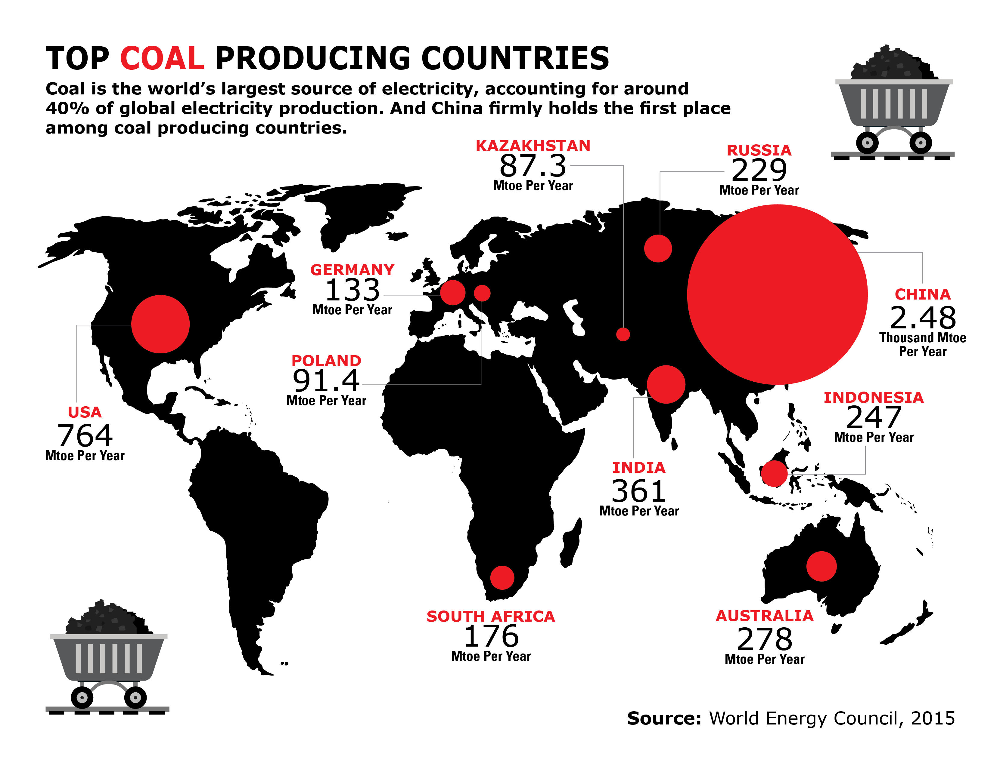 TOP COAL PRODUCING COUNTRIES
Coal is the world’s largest source of electricity, accounting for around
40% of global electricity production. And China firmly holds the first place
among coal producing countries.
KAZAKHSTAN
87.3
Mtoe Per Year
RUSSIA
229
Mtoe Per Year
GERMANY
133
Mtoe Per Year
CHINA
2.48
Thousand Mtoe
Per Year
POLAND
91.4
Mtoe Per Year
USA
764
Mtoe Per Year
INDONESIA
247
Mtoe Per Year
INDIA
361
Mtoe Per Year
SOUTH AFRICA
176
Mtoe Per Year
AUSTRALIA
278
Mtoe Per Year
Source: World Energy Council, 2015